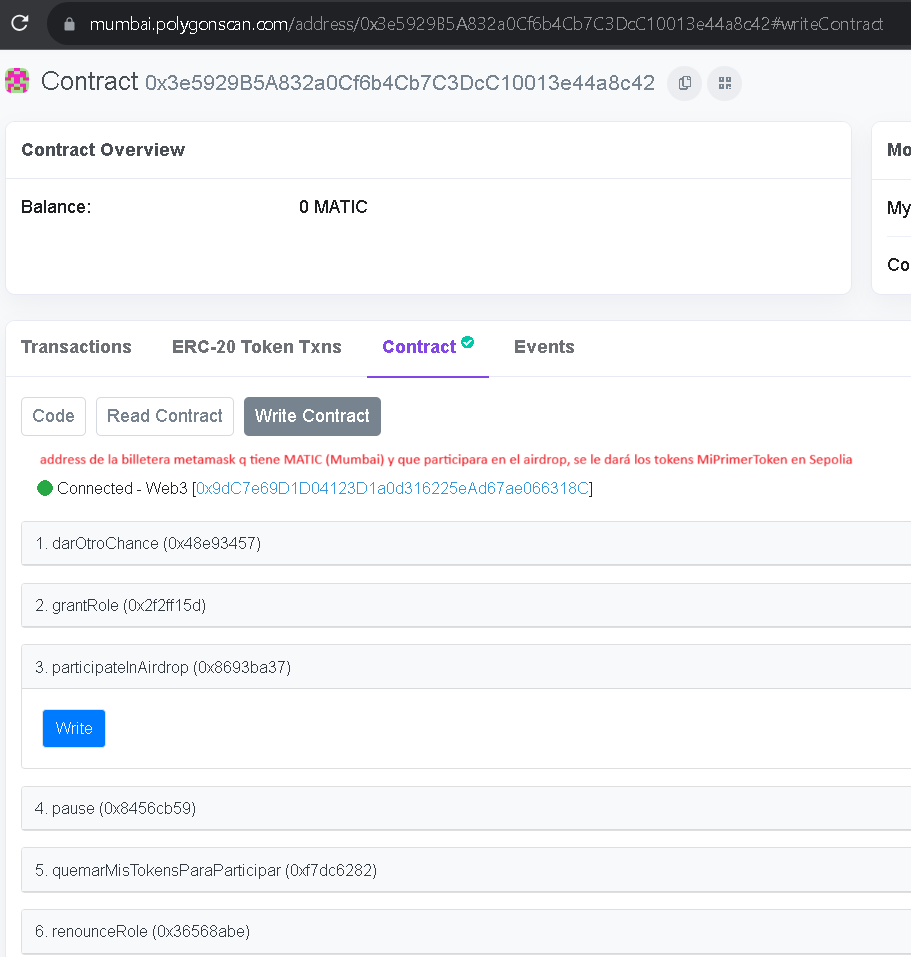 mumbai.polygonscan.com/address/0x3e5929B5A832a0Cf6b4Cb7C3DcC10013e44a8c42#writeContract
Contract 0x3e5929B5A832a0Cf6b4Cb7C3DcC10013e44a8c42
Contract Overview
Mo
Balance: 0 MATIC
My
Co
Transactions ERC-20 Token Txns Contract Events
Code Read Contract Write Contract
address de la billetera metamask q tiene MATIC (Mumbai) y que participara en el airdrop, se le dará los tokens MiPrimerToken en Sepolia
Connected - Web3 [0x9dC7e69D1D04123D1a0d316225eAd67ae066318C]
1. darOtroChance (0x48e93457)
2. grantRole (0x2f2ff15d)
3. participateInAirdrop (0x8693ba37)
Write
4. pause (0x8456cb59)
5. quemarMisTokensParaParticipar (0xf7dc6282)
6. renounceRole (0x36568abe)